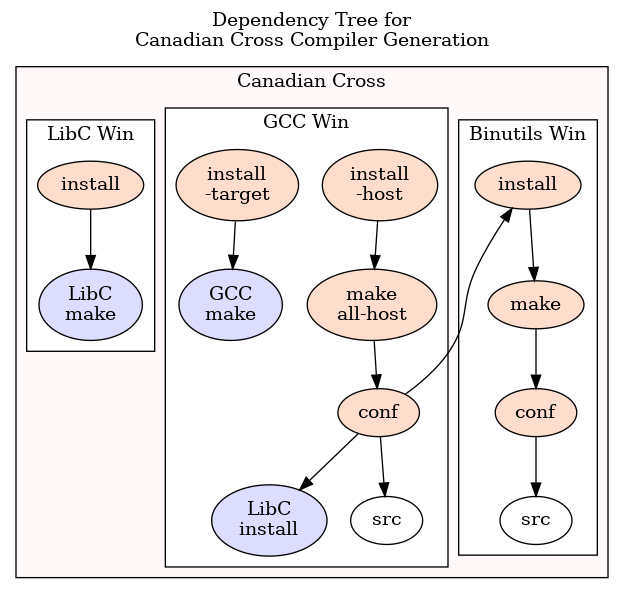 Dependency Tree for
Canadian Cross Compiler Generation
Canadian Cross
LibC Win
install
LibC
make
GCC Win
install
-target
install
-host
GCC
make
make
all-host
conf
LibC
install
src
Binutils Win
install
make
conf
src